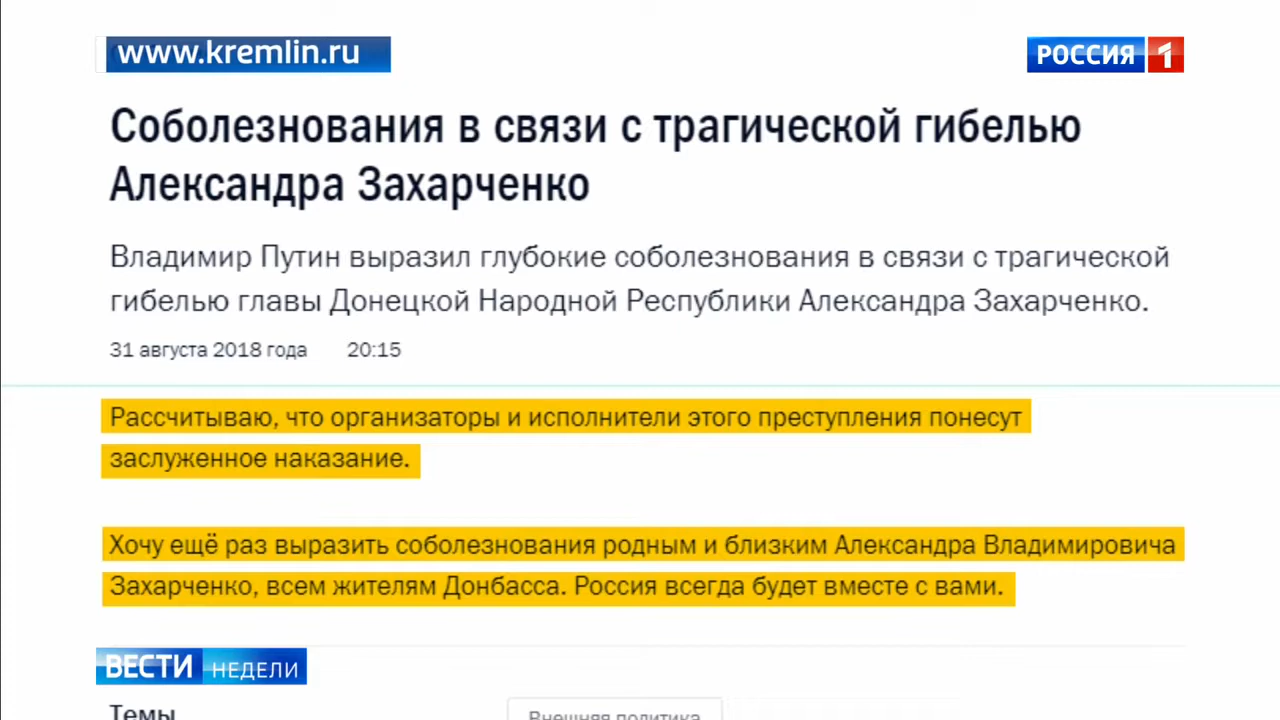 www.kremlin.ru
РОССИЯ 1
Соболезнования в связи с трагической гибелью
Александра Захарченко
Владимир Путин выразил глубокие соболезнования в связи с трагической
гибелью главы Донецкой Народной Республики Александра Захарченко.
31 августа 2018 года 20:15
Рассчитываю, что организаторы и исполнители этого преступления понесут
заслуженное наказание.
Хочу ещё раз выразить соболезнования родным и близким Александра Владимировича
Захарченко, всем жителям Донбасса. Россия всегда будет вместе с вами.
ВЕСТИ НЕДЕЛИ
Темы
Внешняя политика